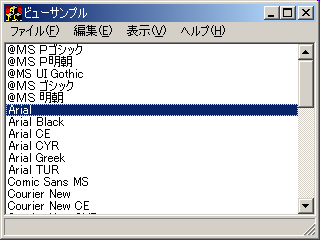 ビューサンプル
ファイル(F) 編集(E) 表示(V) ヘルプ(H)
@MS Pゴシック
@MS P明朝
@MS UI Gothic
@MS ゴシック
@MS 明朝
Arial
Arial Black
Arial CE
Arial CYR
Arial Greek
Arial TUR
Comic Sans MS
Courier New
Courier New CE